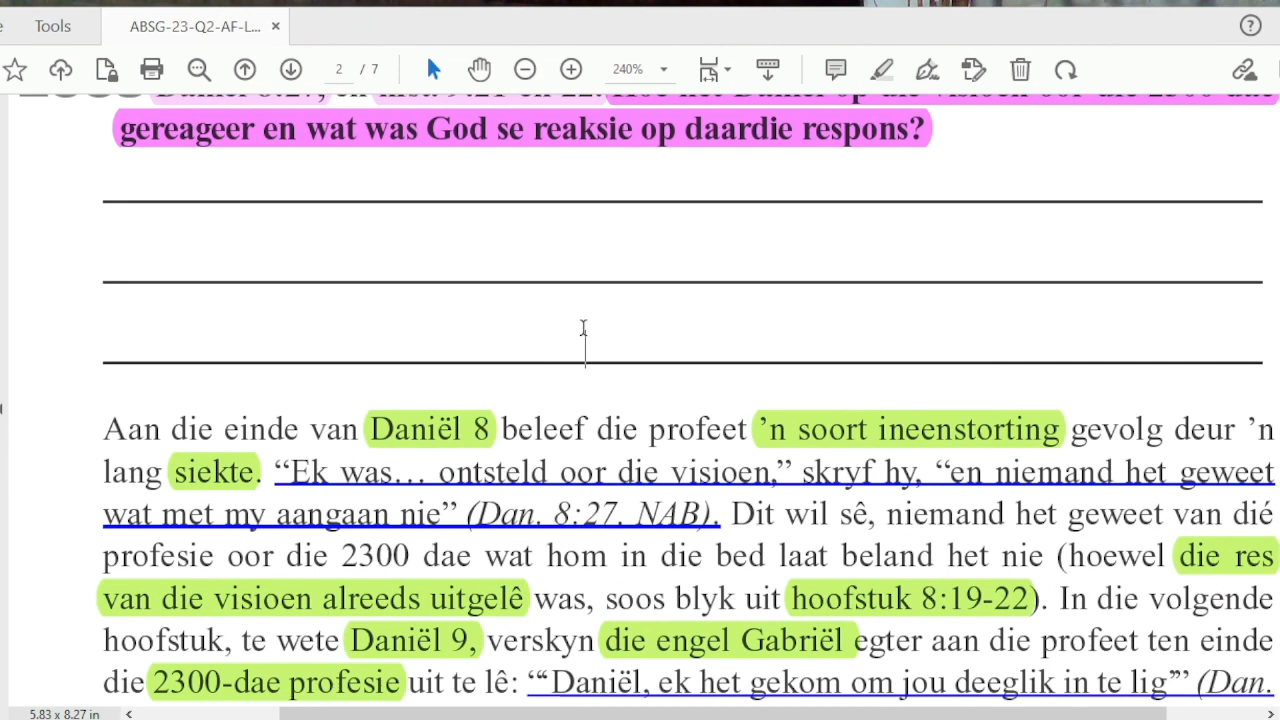 Tools
ABSG-23-Q2-AF-L... ×
2 / 7
240%
gereageer en wat was God se reaksie op daardie respons?
Aan die einde van Daniël 8 beleef die profeet ’n soort ineenstorting gevolg deur ’n
lang siekte. “Ek was… ontsteld oor die visioen,” skryf hy, “en niemand het geweet
wat met my aangaan nie” (Dan. 8:27. NAB). Dit wil sê, niemand het geweet van dié
profesie oor die 2300 dae wat hom in die bed laat beland het nie (hoewel die res
van die visioen alreeds uitgelê was, soos blyk uit hoofstuk 8:19-22). In die volgende
hoofstuk, te wete Daniël 9, verskyn die engel Gabriël egter aan die profeet ten einde
die 2300-dae profesie uit te lê: “‘Daniël, ek het gekom om jou deeglik in te lig’” (Dan.
5.83 x 8.27 in